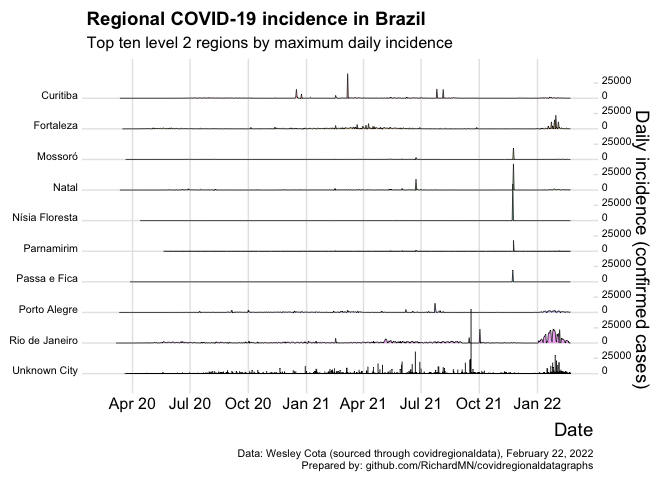 Regional COVID-19 incidence in Brazil
Top ten level 2 regions by maximum daily incidence
25000
Curitiba 0
25000
Fortaleza 0
25000
Mossoró 0
25000
Natal 0
25000
Nísia Floresta 0
25000
Parnamirim 0
25000
Passa e Fica 0
25000
Porto Alegre 0
25000
Rio de Janeiro 0
25000
Unknown City 0
Daily incidence (confirmed cases)
Apr 20 Jul 20 Oct 20 Jan 21 Apr 21 Jul 21 Oct 21 Jan 22
Date
Data: Wesley Cota (sourced through covidregionaldata), February 22, 2022
Prepared by: github.com/RichardMN/covidregionaldatagraphs